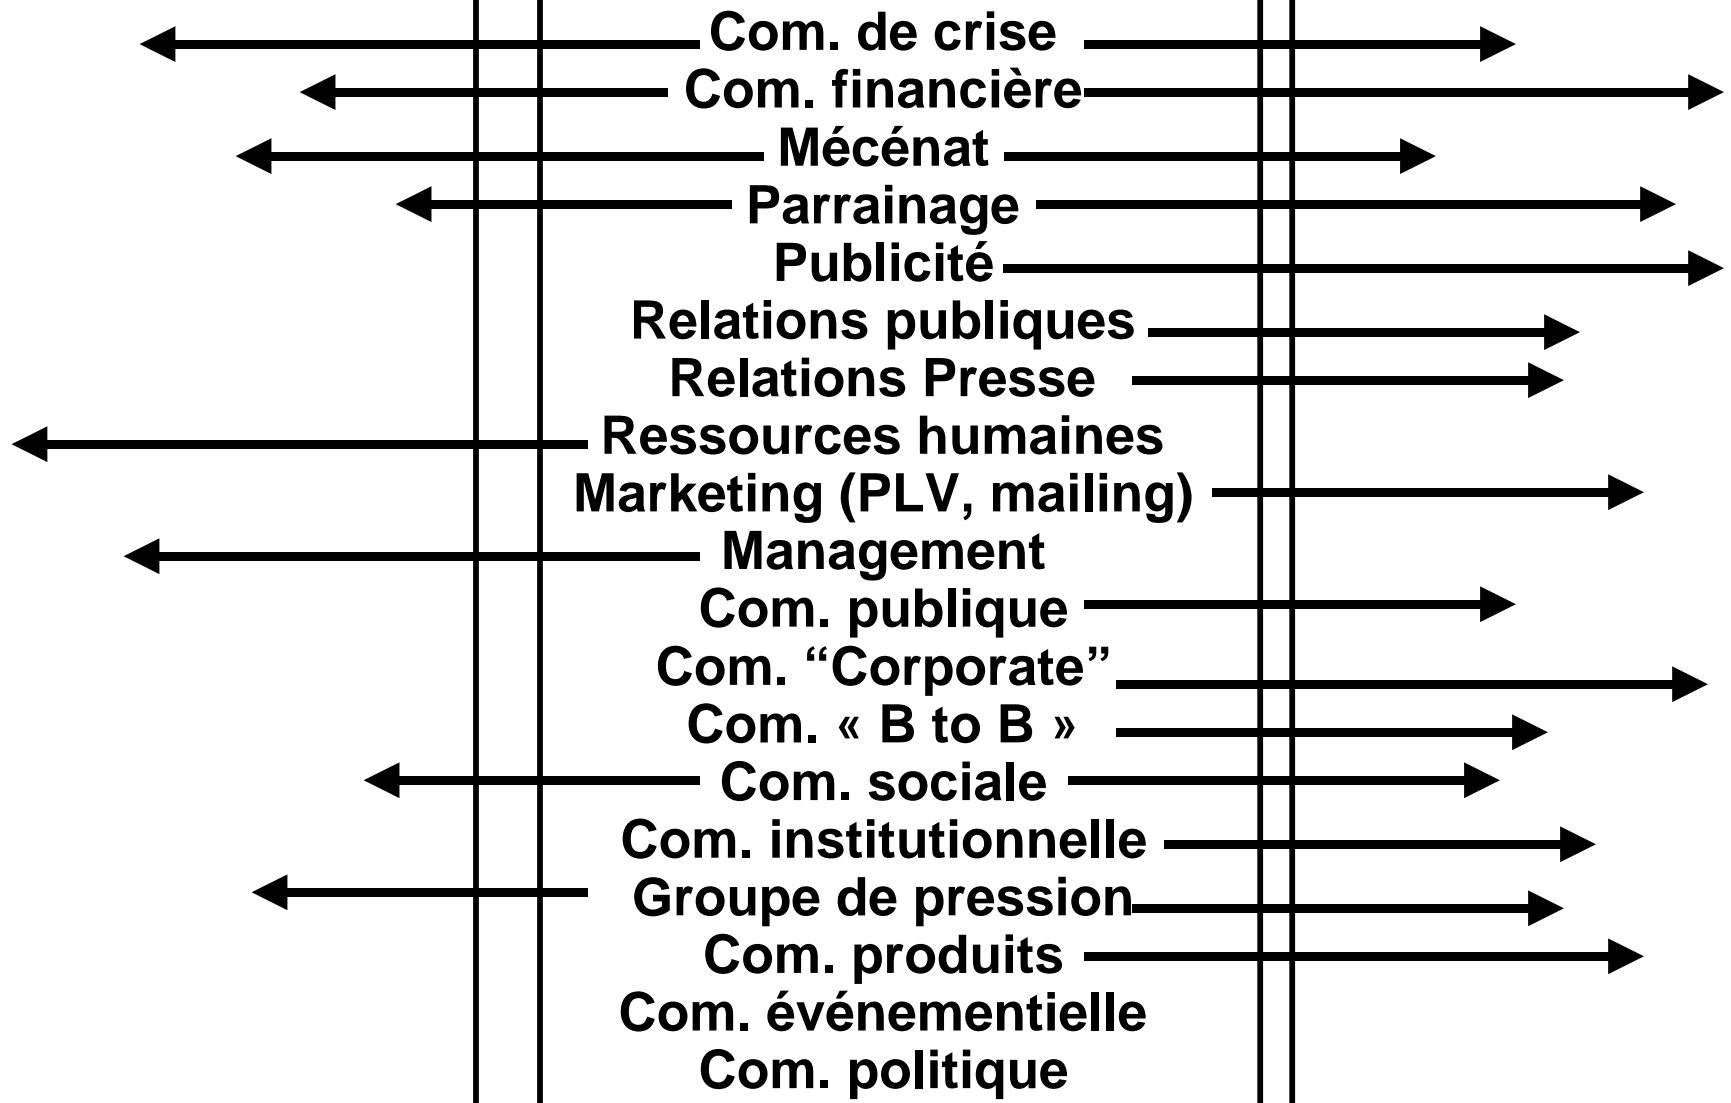 Com. de crise
Com. financière
Mécénat
Parrainage
Publicité
Relations publiques
Relations Presse
Ressources humaines
Marketing (PLV, mailing)
Management
Com. publique
Com. “Corporate”
Com. « B to B »
Com. sociale
Com. institutionnelle
Groupe de pression
Com. produits
Com. événementielle
Com. politique